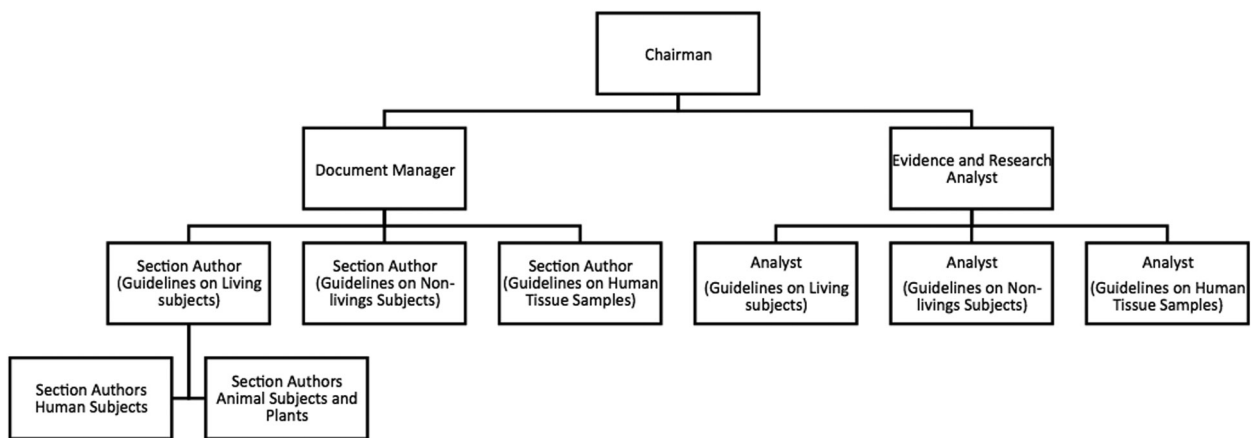 Chairman
Document Manager
Evidence and Research
Analyst
Section Author
(Guidelines on Living
subjects)
Section Author
(Guidelines on Non-
livings Subjects)
Section Author
(Guidelines on Human
Tissue Samples)
Analyst
(Guidelines on Living
subjects)
Analyst
(Guidelines on Non-
livings Subjects)
Analyst
(Guidelines on Human
Tissue Samples)
Section Authors
Human Subjects
Section Authors
Animal Subjects and
Plants